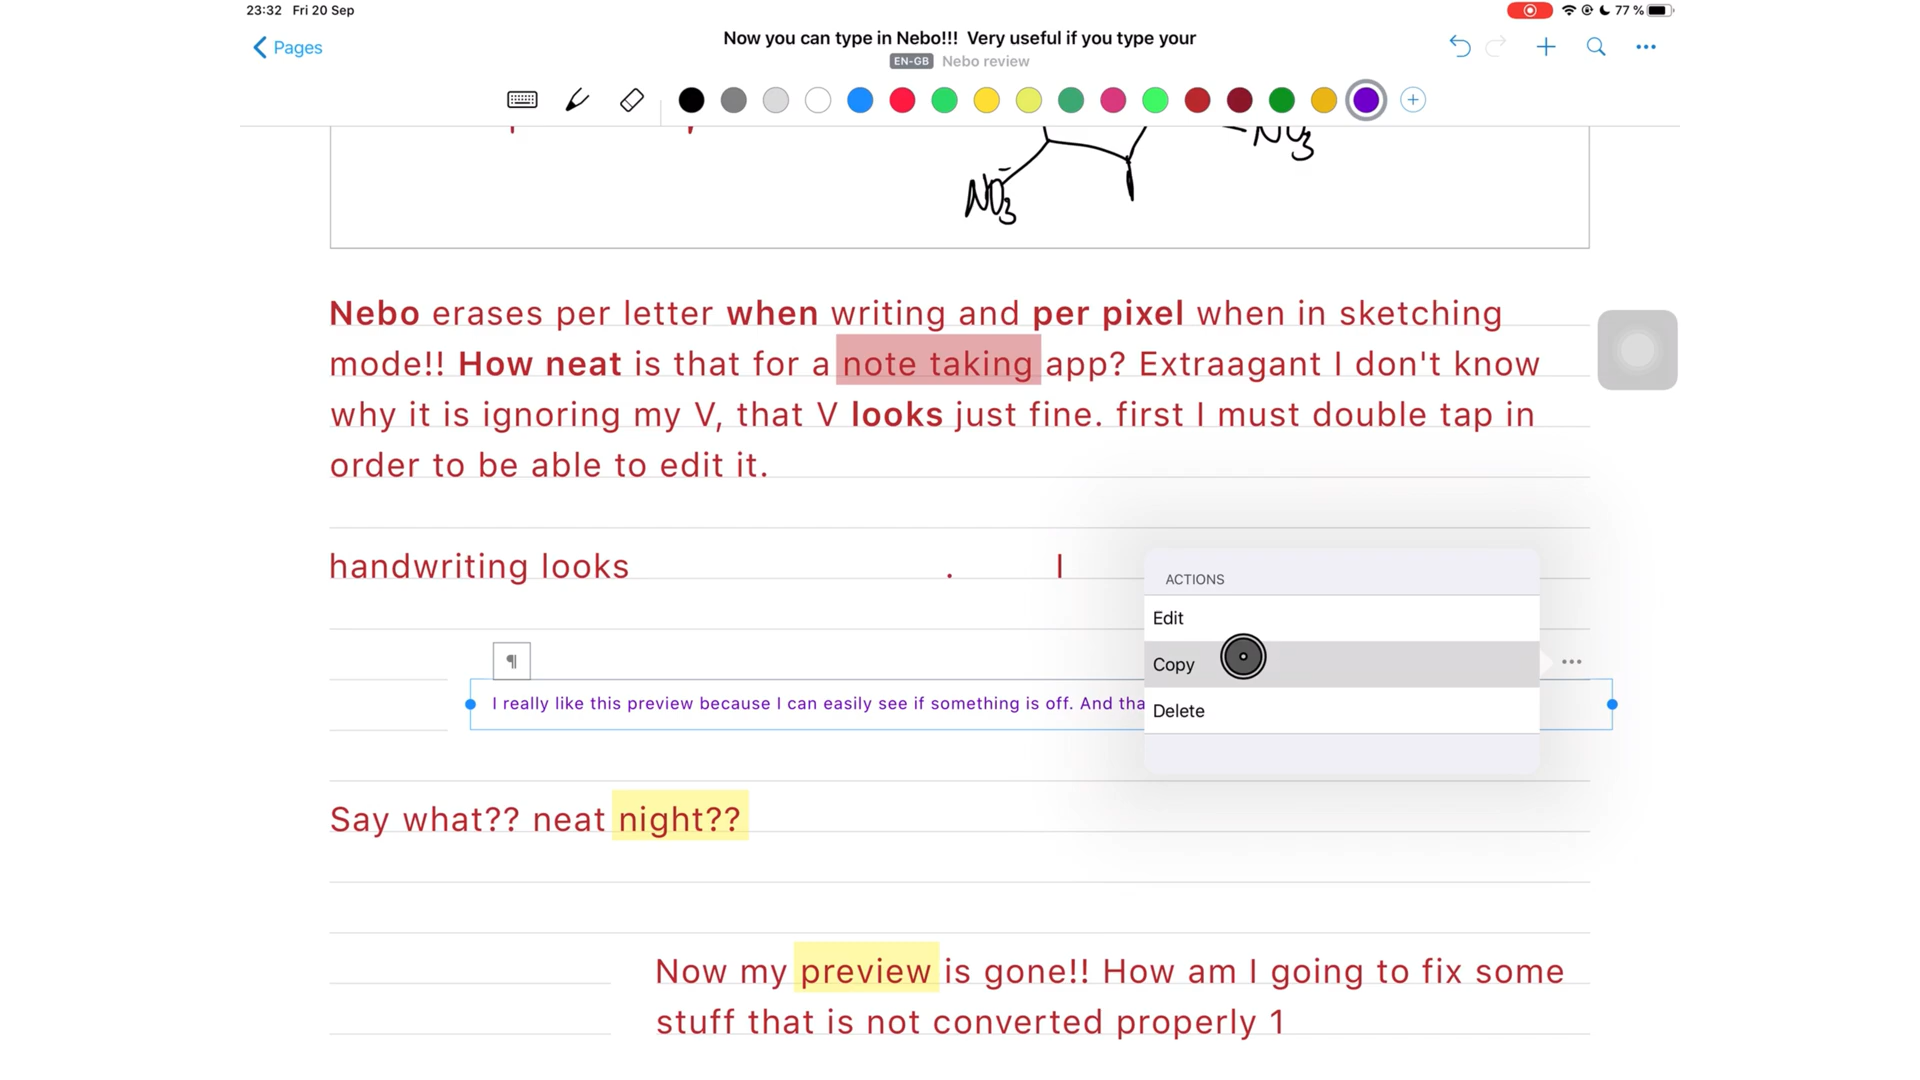 23:32 Fri 20 Sep
77 %
Pages
Now you can type in Nebo!!! Very useful if you type your
EN-GB Nebo review
NO3
NO3
Nebo erases per letter when writing and per pixel when in sketching
mode!! How neat is that for a note taking app? Extraagant I don't know
why it is ignoring my V, that V looks just fine. first I must double tap in
order to be able to edit it.
handwriting looks . I
ACTIONS
Edit
Copy
Delete
¶
I really like this preview because I can easily see if something is off. And tha
Say what?? neat night??
Now my preview is gone!! How am I going to fix some
stuff that is not converted properly 1